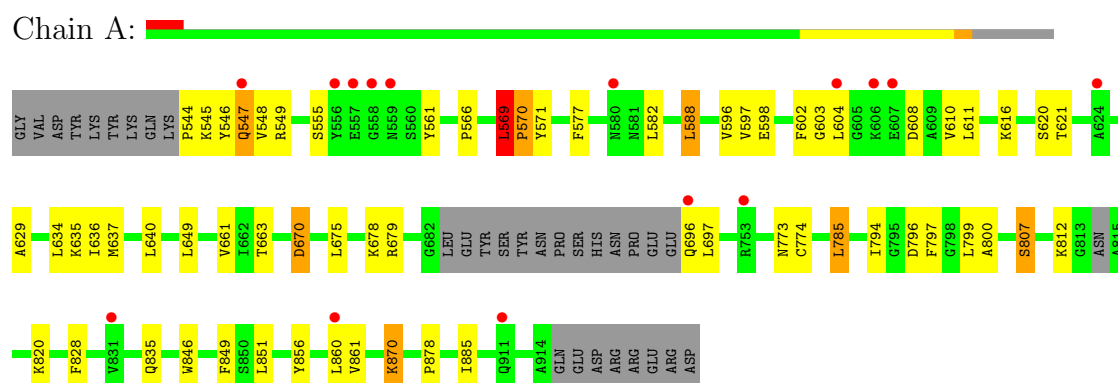 Chain A:
GLY VAL ASP TYR LYS TYR LYS GLN LYS P544 K545 Y546 Q547 V548 R549 S555 Y556 E557 G558 N559 S560 Y561 P566 L569 P570 Y571 F577 N580 N581 L582 L588 V596 V597 E598 F602 G603 L604 G605 K606 E607 D608 A609 V610 L611 K616 S620 T621 A624
A629 L634 K635 I636 M637 L640 L649 V661 I662 T663 D670 L675 K678 R679 G682 LEU GLU TYR SER TYR ASN PRO SER HIS ASN PRO GLU GLU Q696 L697 R753 N773 C774 L785 I794 G795 D796 F797 G798 L799 A800 S807 K812 G813 ASN A815
K820 F828 V831 Q835 W846 F849 S850 L851 Y856 L860 V861 K870 P878 I885 Q911 A914 GLN GLU ASP ARG ARG GLU ARG ASP